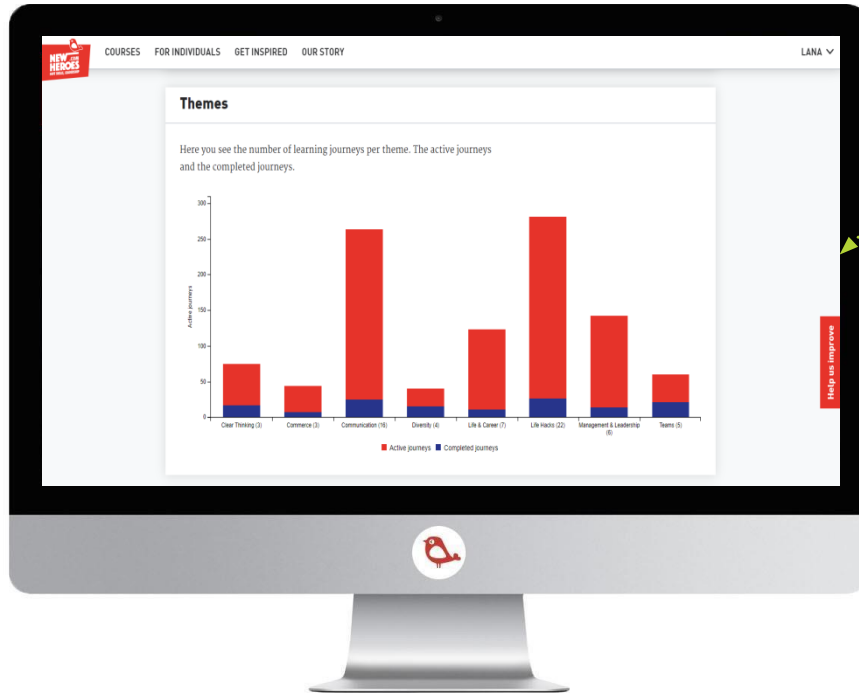 NEW
HEROES
COURSES FOR INDIVIDUALS GET INSPIRED OUR STORY LANA
Themes
Here you see the number of learning journeys per theme. The active journeys
and the completed journeys.
Active journeys
300
250
200
150
100
50
0
Clear Thinking (3) Commerce (3) Communication (16) Diversity (4) Life & Career (7) Life Hacks (22) Management & Leadership (6) Teams (5)
Active journeys Completed journeys
Help us improve